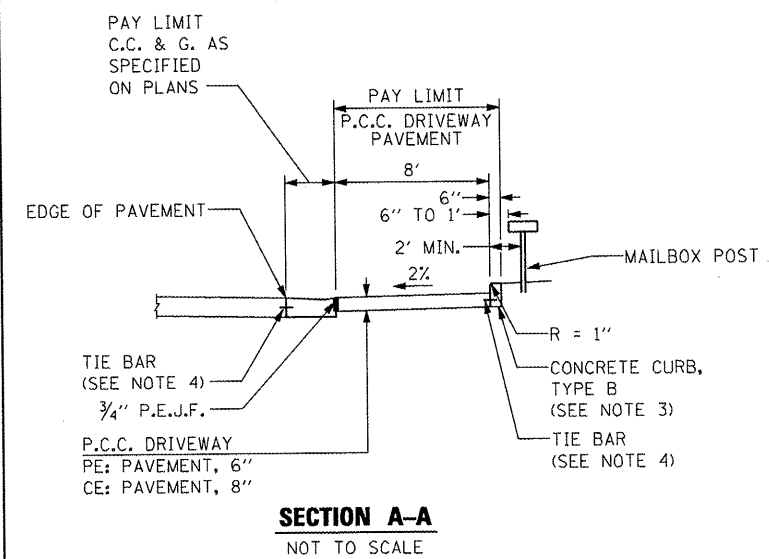 PAY LIMIT
C.C. & G. AS
SPECIFIED
ON PLANS
PAY LIMIT
P.C.C. DRIVEWAY
PAVEMENT
8'
6"
6" TO 1'
2' MIN.
2%
EDGE OF PAVEMENT
MAILBOX POST
R = 1"
CONCRETE CURB,
TYPE B
(SEE NOTE 3)
TIE BAR
(SEE NOTE 4)
TIE BAR
(SEE NOTE 4)
3/4" P.E.J.F.
P.C.C. DRIVEWAY
PE: PAVEMENT, 6"
CE: PAVEMENT, 8"
SECTION A–A
NOT TO SCALE